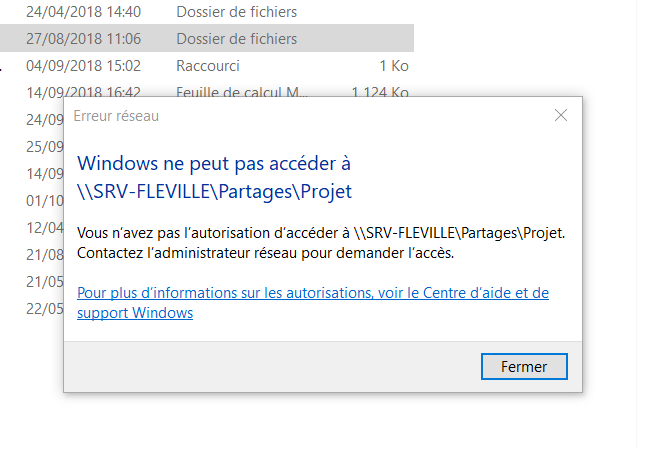 24/04/2018 14:40 Dossier de fichiers
27/08/2018 11:06 Dossier de fichiers
04/09/2018 15:02 Raccourci 1 Ko
14/09/2018 16:42 Feuille de calcul M... 1 124 Ko
24/09
25/09
14/09
01/10
12/04
21/08
21/05
22/05
Erreur réseau
Windows ne peut pas accéder à
\\SRV-FLEVILLE\Partages\Projet
Vous n’avez pas l’autorisation d’accéder à \\SRV-FLEVILLE\Partages\Projet.
Contactez l’administrateur réseau pour demander l’accès.
Pour plus d’informations sur les autorisations, voir le Centre d’aide et de
support Windows
Fermer